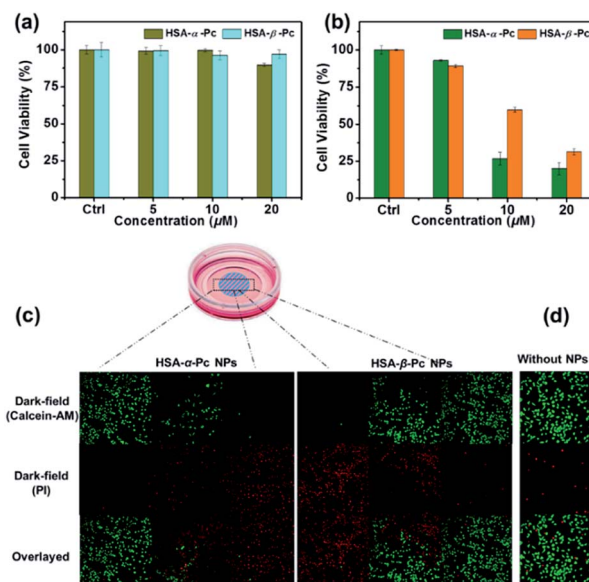 (a)
HSA-α-Pc HSA-β-Pc
Cell Viability (%)
100
75
50
25
0
Ctrl 5 10 20
Concentration (μM)
(b)
HSA-α-Pc HSA-β-Pc
Cell Viability (%)
100
75
50
25
0
Ctrl 5 10 20
Concentration (μM)
(c)
(d)
HSA-α-Pc NPs HSA-β-Pc NPs Without NPs
Dark-field
(Calcein-AM)
Dark-field
(PI)
Overlayed